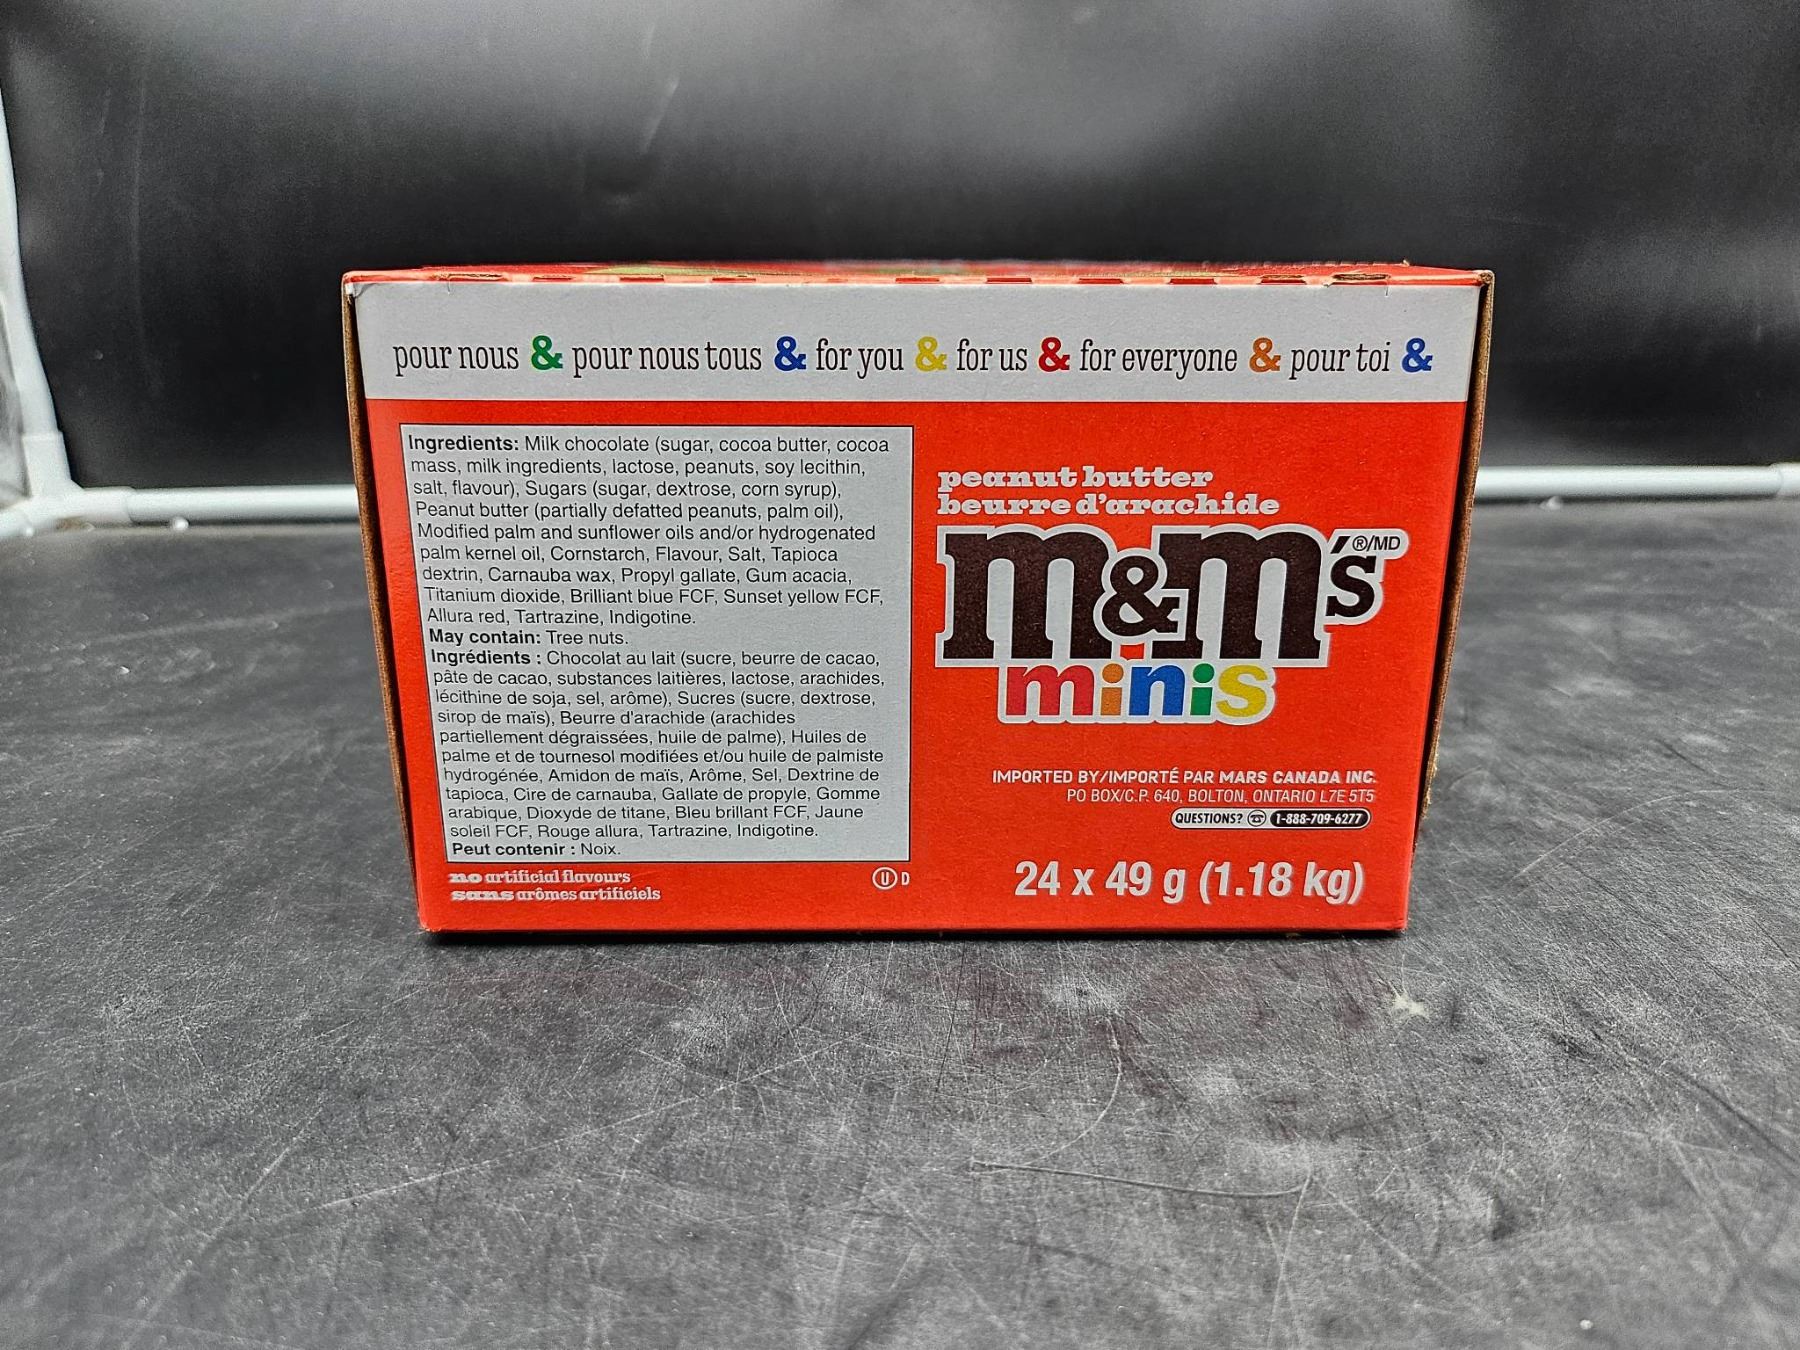 pour nous & pour nous tous & for you & for us & for everyone & pour toi &
Ingredients: Milk chocolate (sugar, cocoa butter, cocoa
mass, milk ingredients, lactose, peanuts, soy lecithin,
salt, flavour), Sugars (sugar, dextrose, corn syrup),
Peanut butter (partially defatted peanuts, palm oil),
Modified palm and sunflower oils and/or hydrogenated
palm kernel oil, Cornstarch, Flavour, Salt, Tapioca
dextrin, Carnauba wax, Propyl gallate, Gum acacia,
Titanium dioxide, Brilliant blue FCF, Sunset yellow FCF,
Allura red, Tartrazine, Indigotine.
May contain: Tree nuts.
Ingrédients : Chocolat au lait (sucre, beurre de cacao,
pâte de cacao, substances laitières, lactose, arachides,
lécithine de soja, sel, arôme), Sucres (sucre, dextrose,
sirop de maïs), Beurre d'arachide (arachides
partiellement dégraissées, huile de palme), Huiles de
palme et de tournesol modifiées et/ou huile de palmiste
hydrogénée, Amidon de maïs, Arôme, Sel, Dextrine de
tapioca, Cire de carnauba, Gallate de propyle, Gomme
arabique, Dioxyde de titane, Bleu brillant FCF, Jaune
soleil FCF, Rouge allura, Tartrazine, Indigotine.
Peut contenir : Noix.
no artificial flavours
sans arômes artificiels
U D
peanut butter
beurre d'arachide
m&m's ®/MD
minis
IMPORTED BY/IMPORTÉ PAR MARS CANADA INC.
PO BOX/C.P. 640, BOLTON, ONTARIO L7E 5T5
QUESTIONS? 1-888-709-6277
24 x 49 g (1.18 kg)